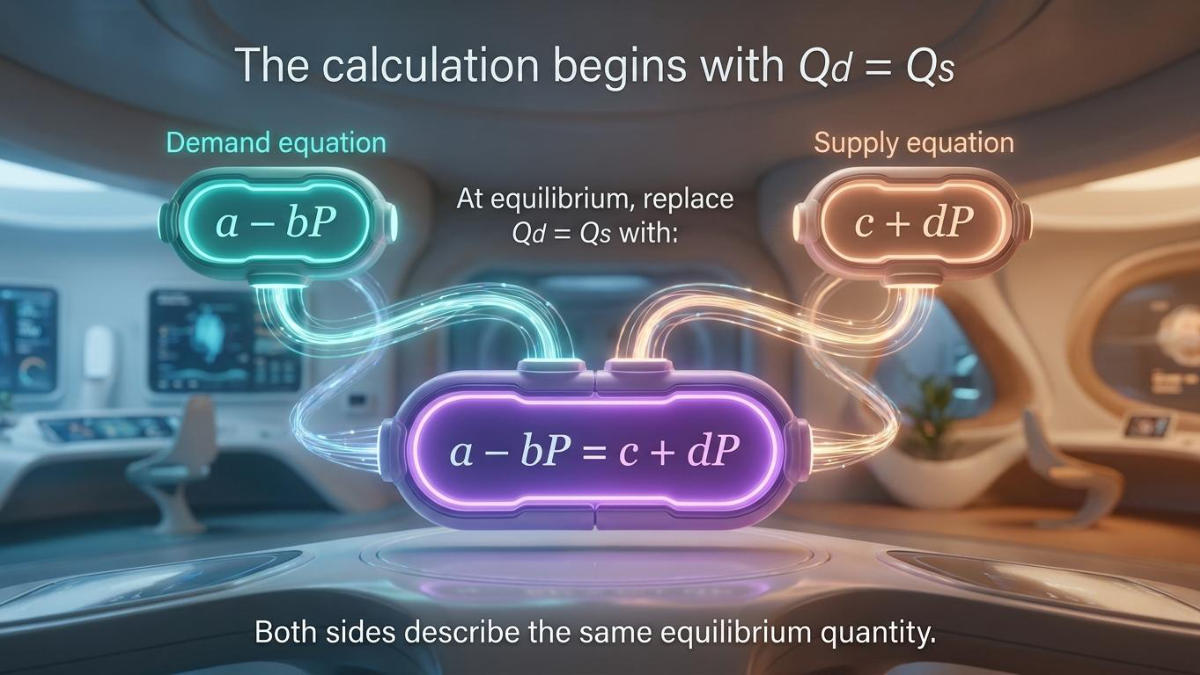 The calculation begins with Qd = Qs
Demand equation
Supply equation
a − bP
At equilibrium, replace
Qd = Qs with:
c + dP
a − bP = c + dP
Both sides describe the same equilibrium quantity.